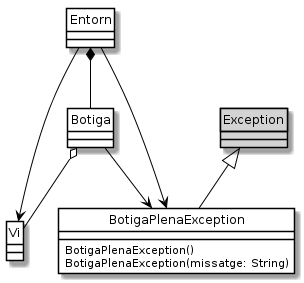 Entorn
Botiga
Exception
Vi
BotigaPlenaException
BotigaPlenaException()
BotigaPlenaException(missatge: String)